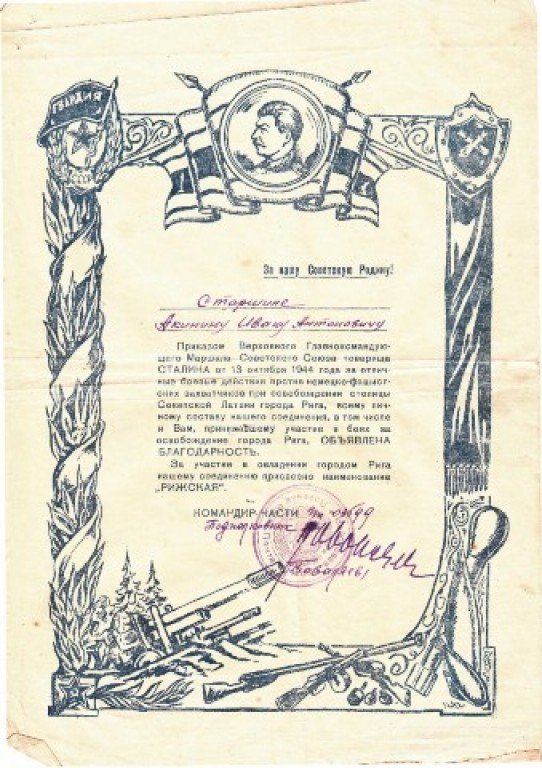 ГВАРДИЯ
За нашу Советскую Родину!
Старшине
Акинину Ивану Антоновичу
Приказом Верховного Главнокомандую-
щего Маршала Советского Союза товарища
СТАЛИНА от 13 октября 1944 года за отлич-
ные боевые действия против немецко-фашист-
ских захватчиков при освобождении столицы
Советской Латвии города Рига, всему лич-
ному составу нашего соединения, в том числе
и Вам, принимавшему участие в боях за
освобождение города Рига, ОБЪЯВЛЕНА
БЛАГОДАРНОСТЬ.
За участие в овладении городом Рига
нашему соединению присвоено наименование
„РИЖСКАЯ".
КОМАНДИР ЧАСТИ
Подполковник